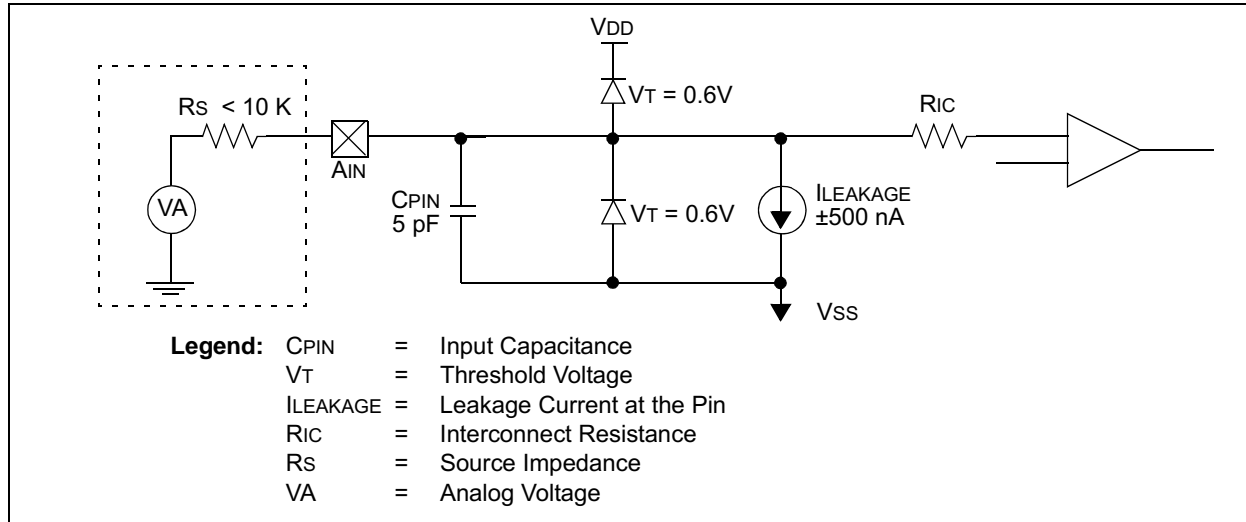 VDD
VT = 0.6V
RS < 10 K
RIC
AIN
VA
CPIN
5 pF
VT = 0.6V
ILEAKAGE
±500 nA
VSS
Legend: CPIN = Input Capacitance
VT = Threshold Voltage
ILEAKAGE = Leakage Current at the Pin
RIC = Interconnect Resistance
RS = Source Impedance
VA = Analog Voltage